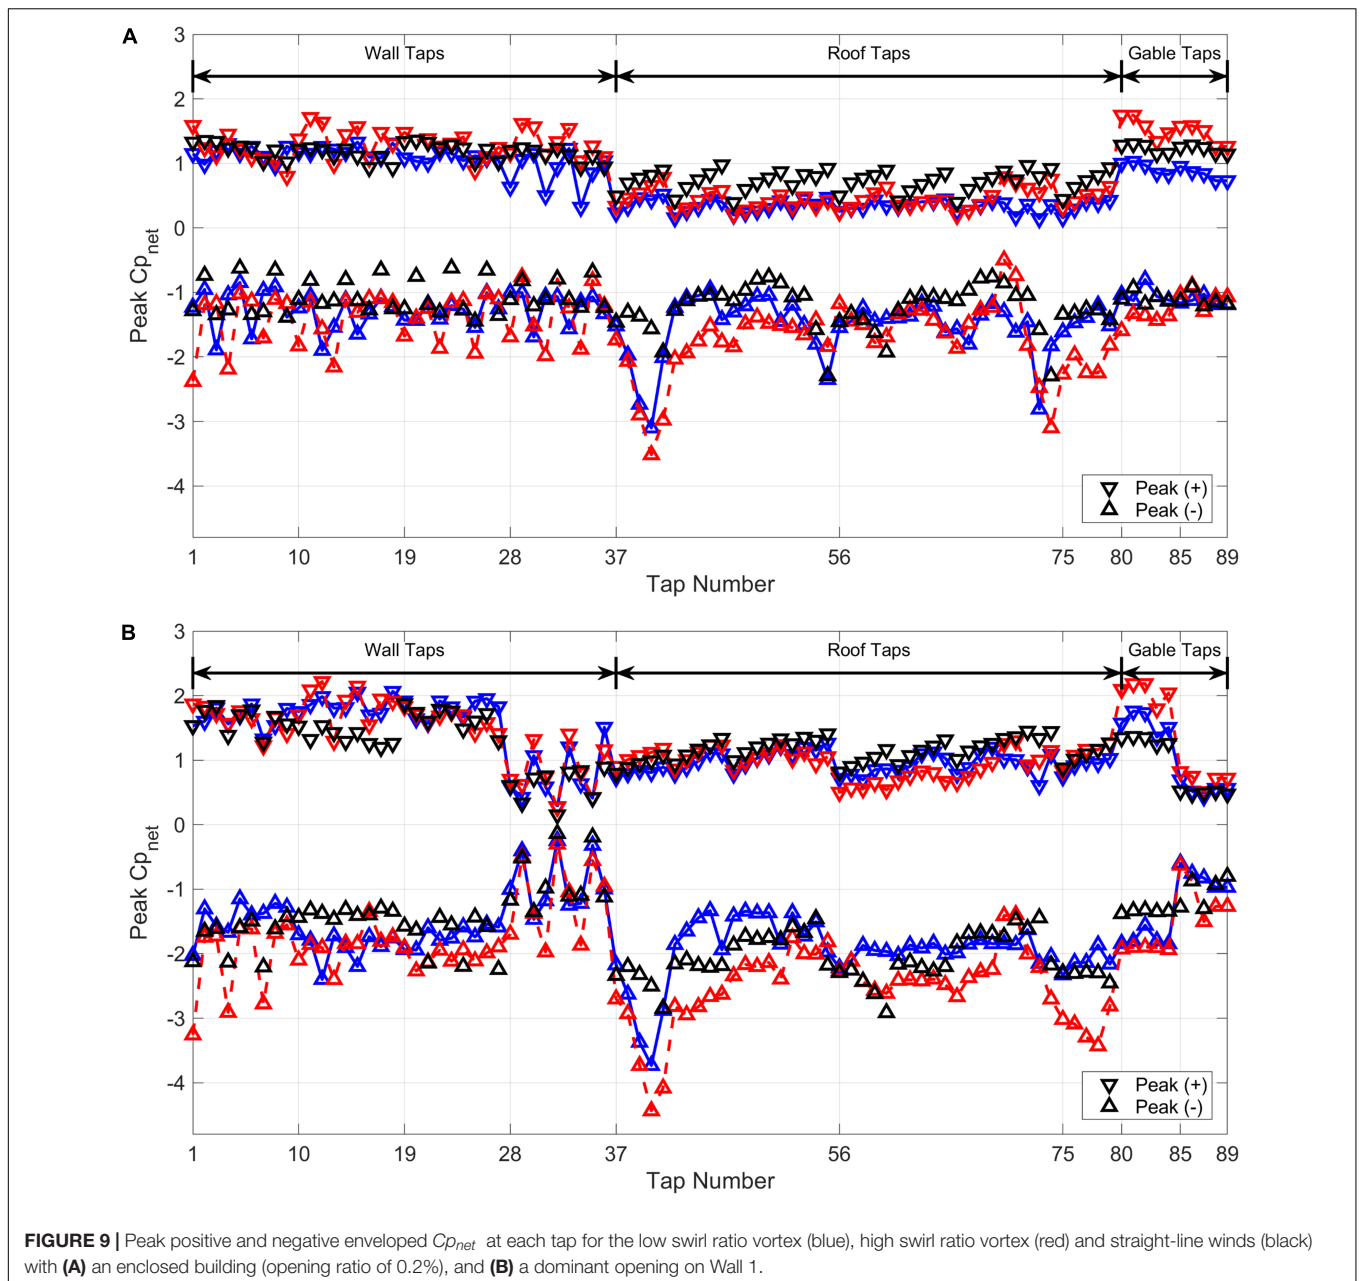 A
Wall Taps
Roof Taps
Gable Taps
3
2
1
0
-1
-2
-3
-4
Peak Cpnet
Peak (+)
Peak (-)
1 10 19 28 37 56 75 80 85 89
Tap Number
B
Wall Taps
Roof Taps
Gable Taps
3
2
1
0
-1
-2
-3
-4
Peak Cpnet
Peak (+)
Peak (-)
1 10 19 28 37 56 75 80 85 89
Tap Number
FIGURE 9 | Peak positive and negative enveloped Cpnet at each tap for the low swirl ratio vortex (blue), high swirl ratio vortex (red) and straight-line winds (black)
with (A) an enclosed building (opening ratio of 0.2%), and (B) a dominant opening on Wall 1.